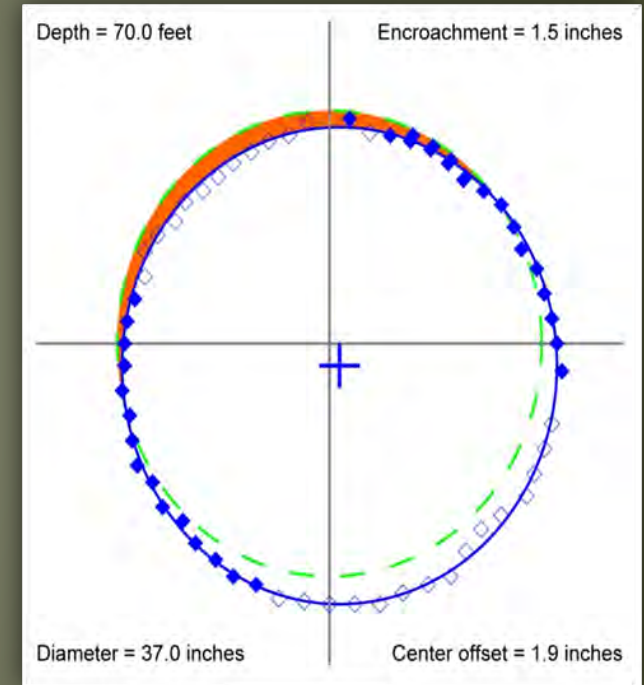 Depth = 70.0 feet
Encroachment = 1.5 inches
Diameter = 37.0 inches
Center offset = 1.9 inches